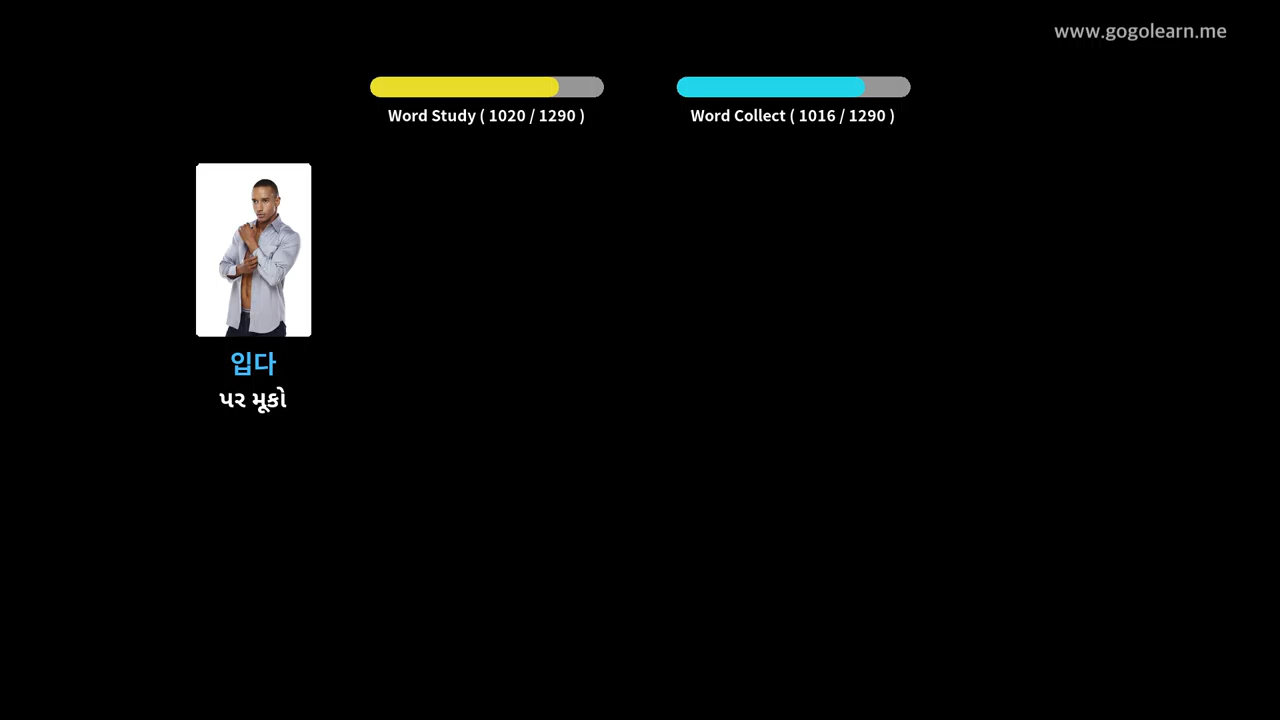 www.gogolearn.me
Word Study ( 1020 / 1290 )
Word Collect ( 1016 / 1290 )
입다
પર મૂકો